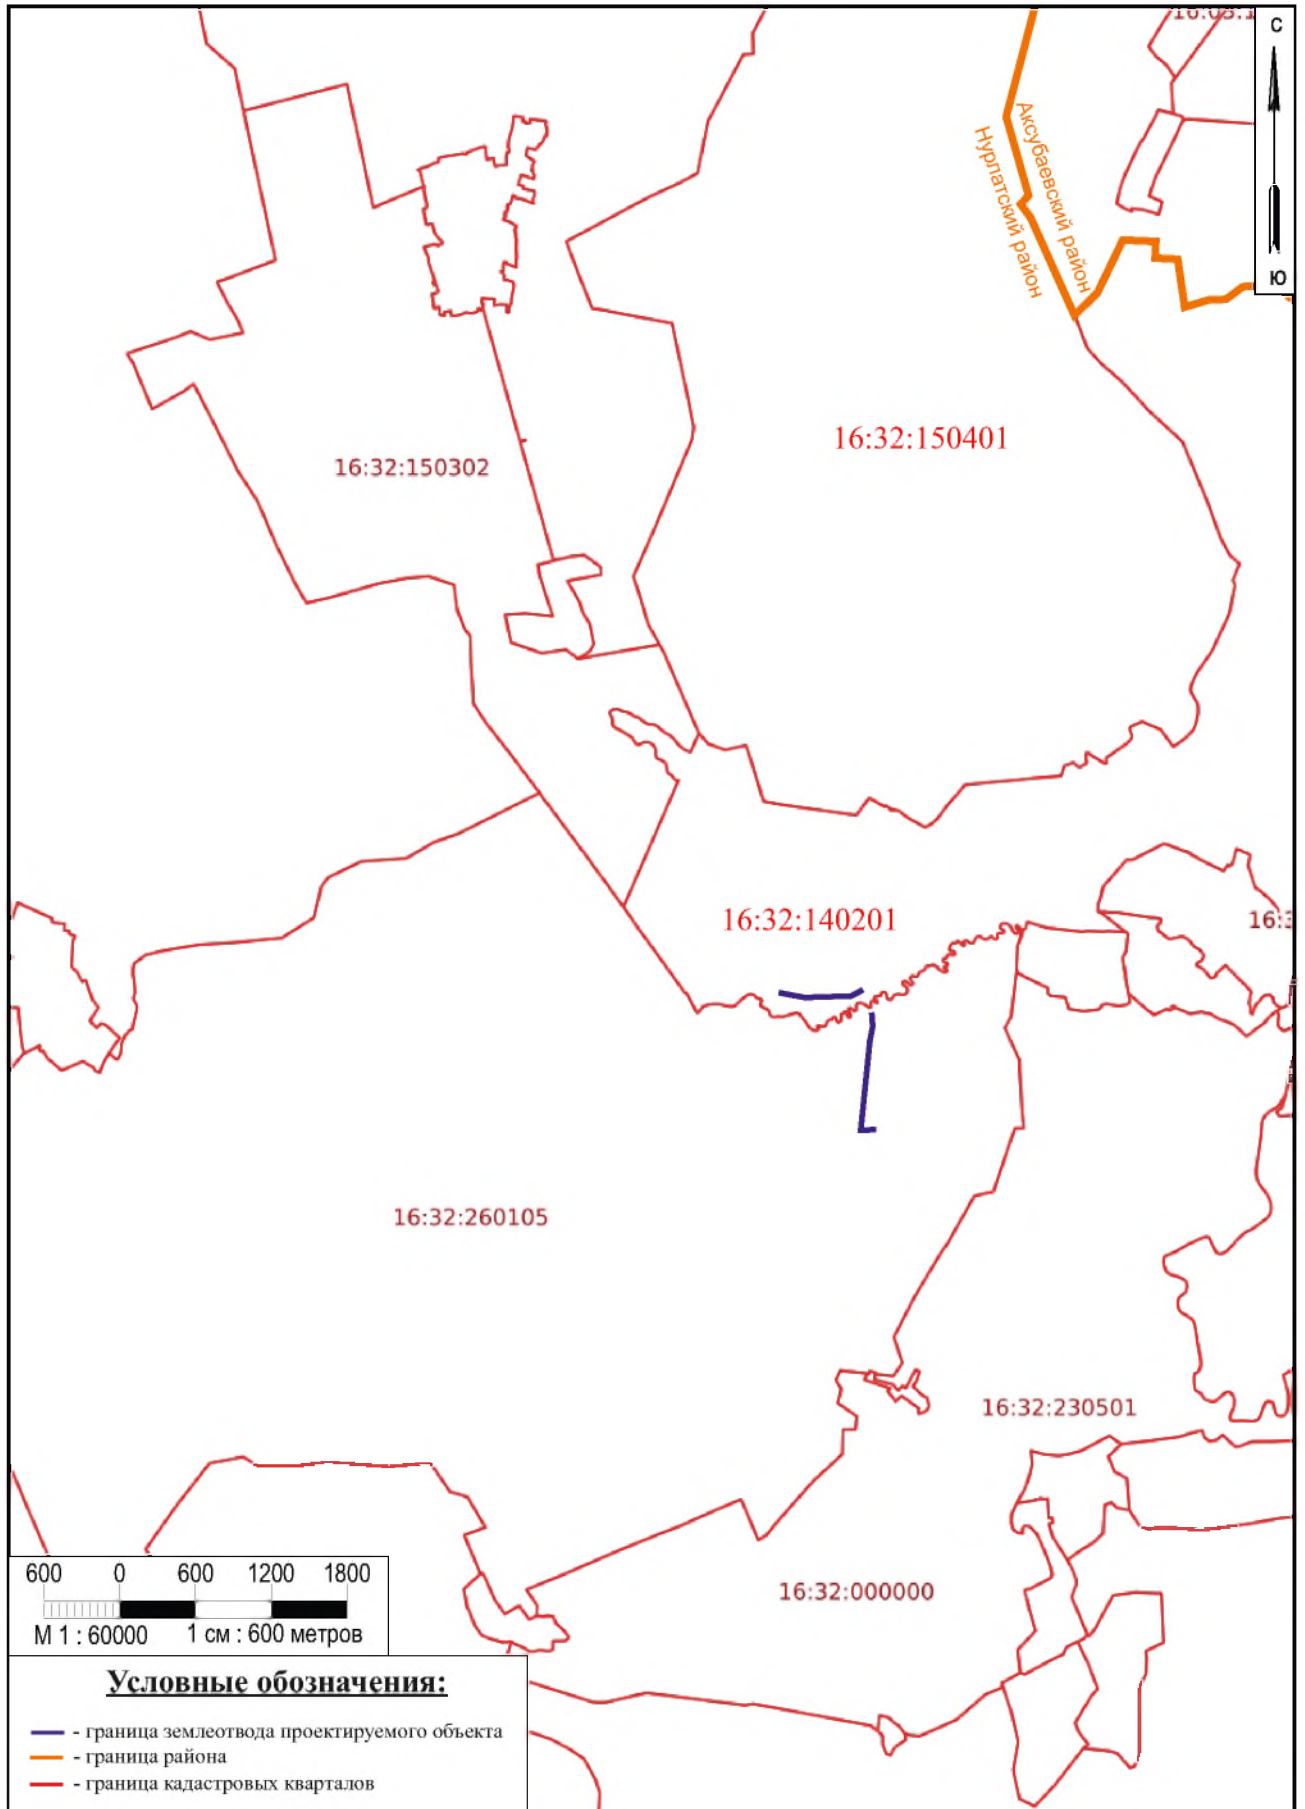 С
Ю
Аксубаевский район
Нурлатский район
16:32:150401
16:32:150302
16:32:140201
16:32:260105
16:32:230501
16:32:000000
600 0 600 1200 1800
М 1 : 60000 1 см : 600 метров
Условные обозначения:
- граница землеотвода проектируемого объекта
- граница района
- граница кадастровых кварталов